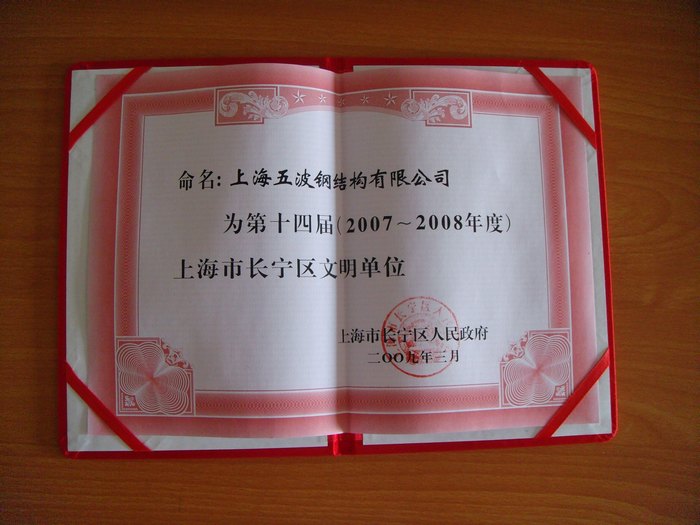 命名:上海五波钢结构有限公司
为第十四届(2007～2008年度)
上海市长宁区文明单位
上海市长宁区人民政府
二〇〇九年三月